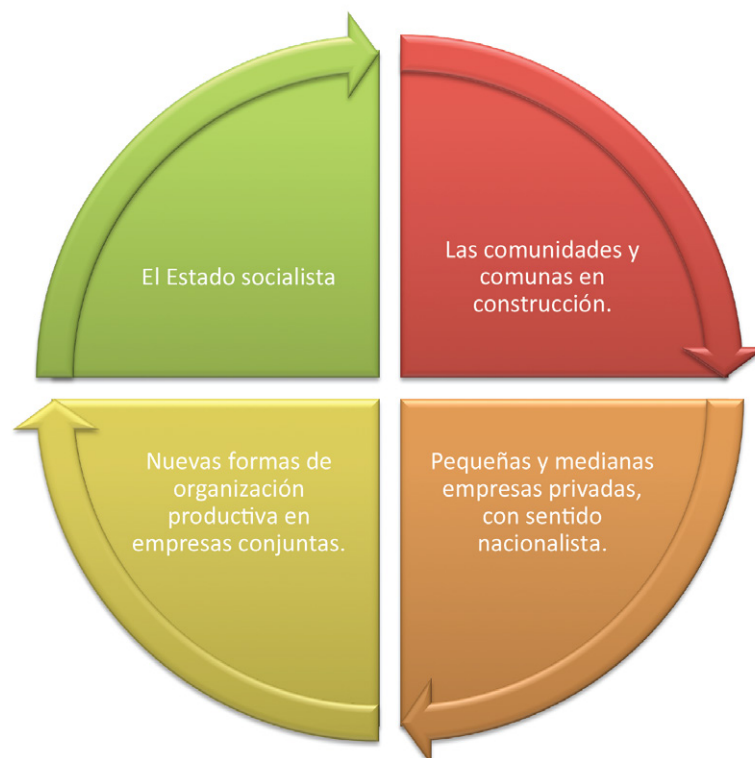 El Estado socialista
Las comunidades y
comunas en
construcción.
Nuevas formas de
organización
productiva en
empresas conjuntas.
Pequeñas y medianas
empresas privadas,
con sentido
nacionalista.